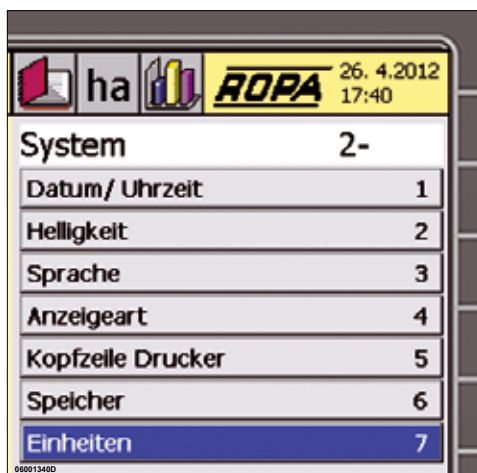 ha ROPA 26. 4.2012
17:40
System 2-
Datum/ Uhrzeit 1
Helligkeit 2
Sprache 3
Anzeigeart 4
Kopfzeile Drucker 5
Speicher 6
Einheiten 7
06001340D